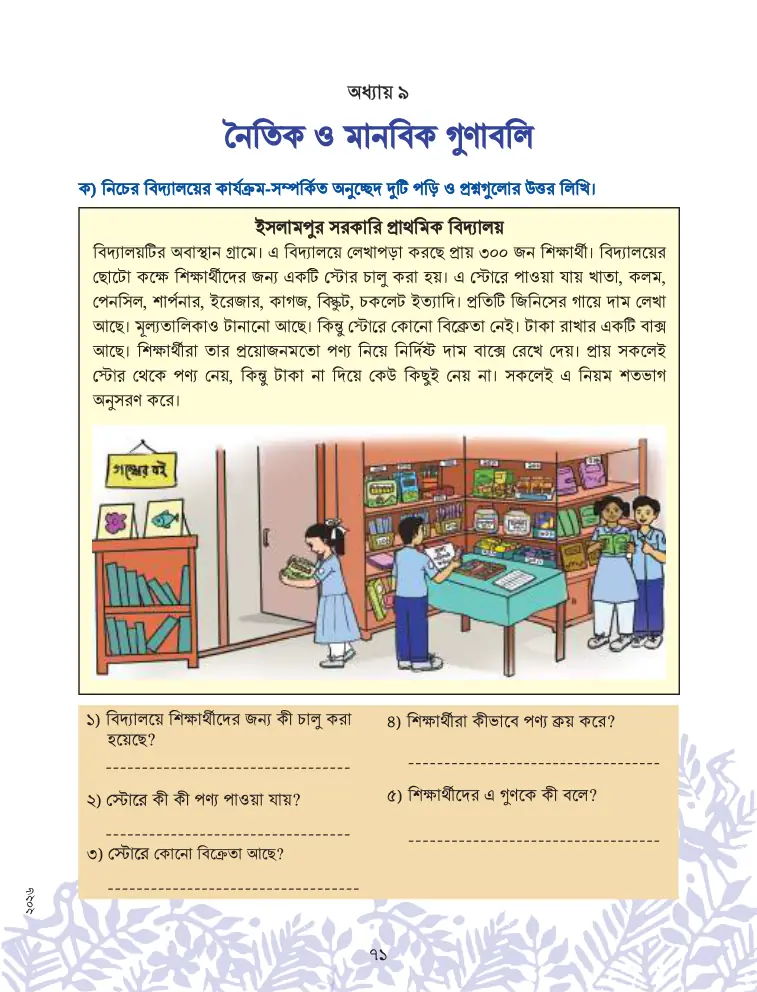 অধ্যায় ৯
নৈতিক ও মানবিক গুণাবলি
ক) নিচের বিদ্যালয়ের কার্যক্রম-সম্পর্কিত অনুচ্ছেদ দুটি পড়ি ও প্রশ্নগুলোর উত্তর লিখি।
ইসলামপুর সরকারি প্রাথমিক বিদ্যালয়
বিদ্যালয়টির অবাস্থান গ্রামে। এ বিদ্যালয়ে লেখাপড়া করছে প্রায় ৩০০ জন শিক্ষার্থী। বিদ্যালয়ের
ছোটো কক্ষে শিক্ষার্থীদের জন্য একটি স্টোর চালু করা হয়। এ স্টোরে পাওয়া যায় খাতা, কলম,
পেনসিল, শার্পনার, ইরেজার, কাগজ, বিস্কুট, চকলেট ইত্যাদি। প্রতিটি জিনিসের গায়ে দাম লেখা
আছে। মূল্যতালিকাও টানানো আছে। কিন্তু স্টোরে কোনো বিক্রেতা নেই। টাকা রাখার একটি বাক্স
আছে। শিক্ষার্থীরা তার প্রয়োজনমতো পণ্য নিয়ে নির্দিষ্ট দাম বাক্সে রেখে দেয়। প্রায় সকলেই
স্টোর থেকে পণ্য নেয়, কিন্তু টাকা না দিয়ে কেউ কিছুই নেয় না। সকলেই এ নিয়ম শতভাগ
অনুসরণ করে।
গল্পের বই
১) বিদ্যালয়ে শিক্ষার্থীদের জন্য কী চালু করা
হয়েছে?
২) স্টোরে কী কী পণ্য পাওয়া যায়?
৩) স্টোরে কোনো বিক্রেতা আছে?
৪) শিক্ষার্থীরা কীভাবে পণ্য ক্রয় করে?
৫) শিক্ষার্থীদের এ গুণকে কী বলে?
২০২৬
৭১